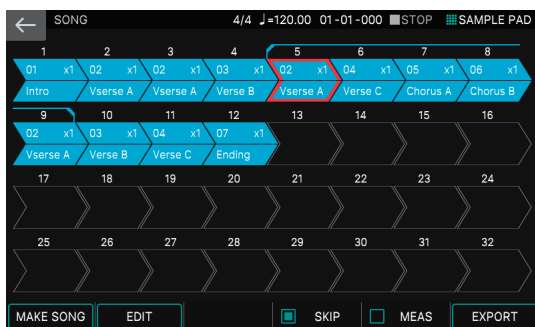 SONG 4/4 ♩=120.00 01-01-000 STOP SAMPLE PAD
1 2 3 4 5 6 7 8
01 x1 02 x1 02 x1 03 x1 02 x1 04 x1 05 x1 06 x1
Intro Vserse A Vserse A Verse B Vserse A Verse C Chorus A Chorus B
9 10 11 12 13 14 15 16
02 x1 03 x1 04 x1 07 x1
Vserse A Verse B Verse C Ending
17 18 19 20 21 22 23 24
25 26 27 28 29 30 31 32
MAKE SONG EDIT SKIP MEAS EXPORT